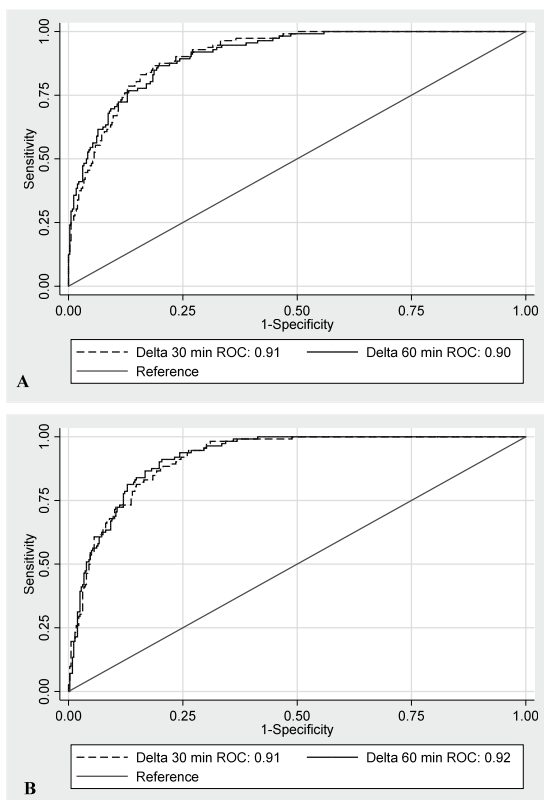 1.00
0.75
0.50
0.25
0.00
Sensitivity
0.00 0.25 0.50 0.75 1.00
1-Specificity
Delta 30 min ROC: 0.91 Delta 60 min ROC: 0.90
Reference
A
1.00
0.75
0.50
0.25
0.00
Sensitivity
0.00 0.25 0.50 0.75 1.00
1-Specificity
Delta 30 min ROC: 0.91 Delta 60 min ROC: 0.92
Reference
B